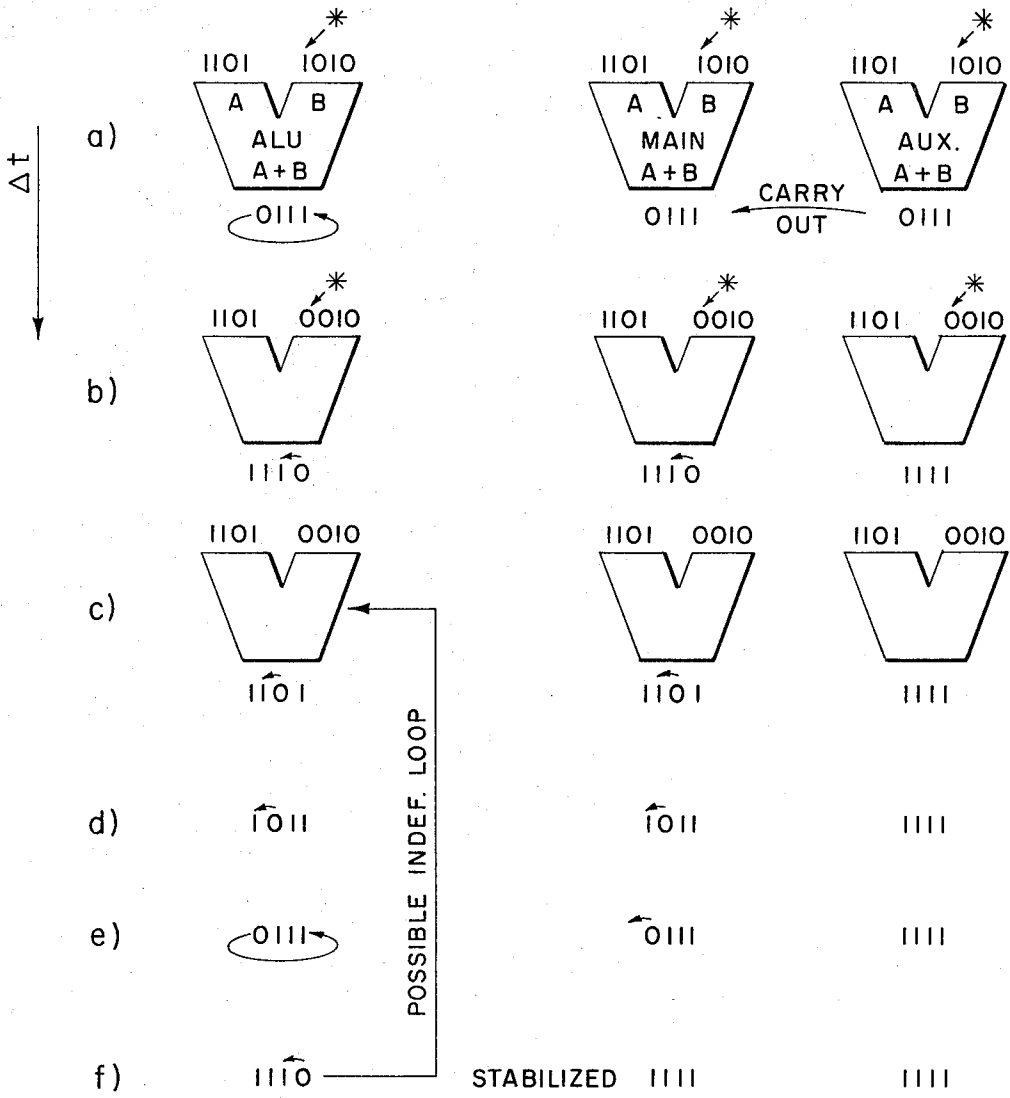 * * *
1101 1010 1101 1010 1101 1010
A B A B A B
a) ALU MAIN AUX.
Δt A+B A+B A+B
CARRY
0111 0111 OUT 0111
* * *
1101 0010 1101 0010 1101 0010
b)
1110 1110 1111
1101 0010 1101 0010 1101 0010
c)
1101 1101 1111
POSSIBLE INDEF. LOOP
d) 1011 1011 1111
e) 0111 0111 1111
f) 1110 STABILIZED 1111 1111